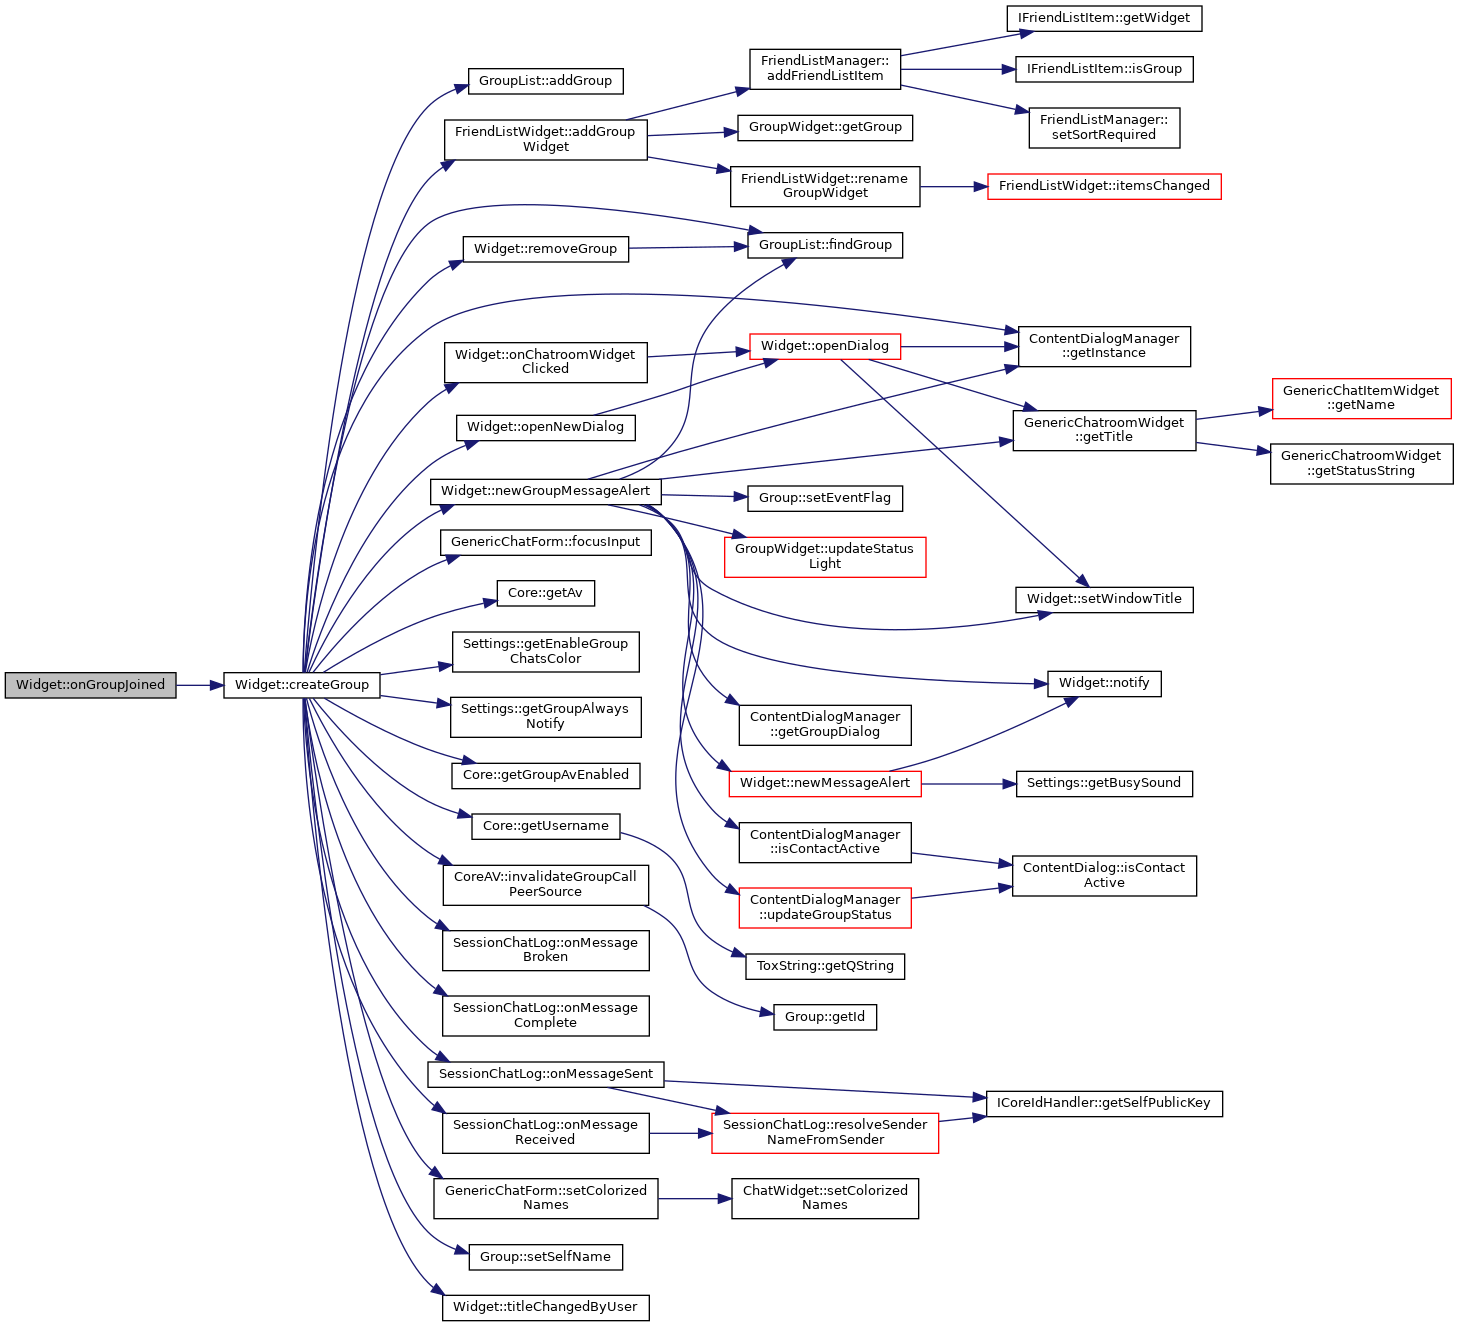 Widget::onGroupJoined
Widget::createGroup
GroupList::addGroup
FriendListWidget::addGroup
Widget
Widget::removeGroup
Widget::onChatroomWidget
Clicked
Widget::openNewDialog
Widget::newGroupMessageAlert
GenericChatForm::focusInput
Core::getAv
Settings::getEnableGroup
ChatsColor
Settings::getGroupAlways
Notify
Core::getGroupAvEnabled
Core::getUsername
CoreAV::invalidateGroupCall
PeerSource
SessionChatLog::onMessage
Broken
SessionChatLog::onMessage
Complete
SessionChatLog::onMessageSent
SessionChatLog::onMessage
Received
GenericChatForm::setColorized
Names
Group::setSelfName
Widget::titleChangedByUser
FriendListManager::
addFriendListItem
GroupWidget::getGroup
FriendListWidget::rename
GroupWidget
GroupList::findGroup
Widget::openDialog
Group::setEventFlag
GroupWidget::updateStatus
Light
ContentDialogManager
::getGroupDialog
Widget::newMessageAlert
ContentDialogManager
::isContactActive
ContentDialogManager
::updateGroupStatus
ToxString::getQString
Group::getId
SessionChatLog::resolveSender
NameFromSender
ChatWidget::setColorized
Names
IFriendListItem::getWidget
IFriendListItem::isGroup
FriendListManager::
setSortRequired
FriendListWidget::itemsChanged
ContentDialogManager
::getInstance
GenericChatroomWidget
::getTitle
Widget::setWindowTitle
Widget::notify
Settings::getBusySound
ContentDialog::isContact
Active
ICoreIdHandler::getSelfPublicKey
GenericChatItemWidget
::getName
GenericChatroomWidget
::getStatusString